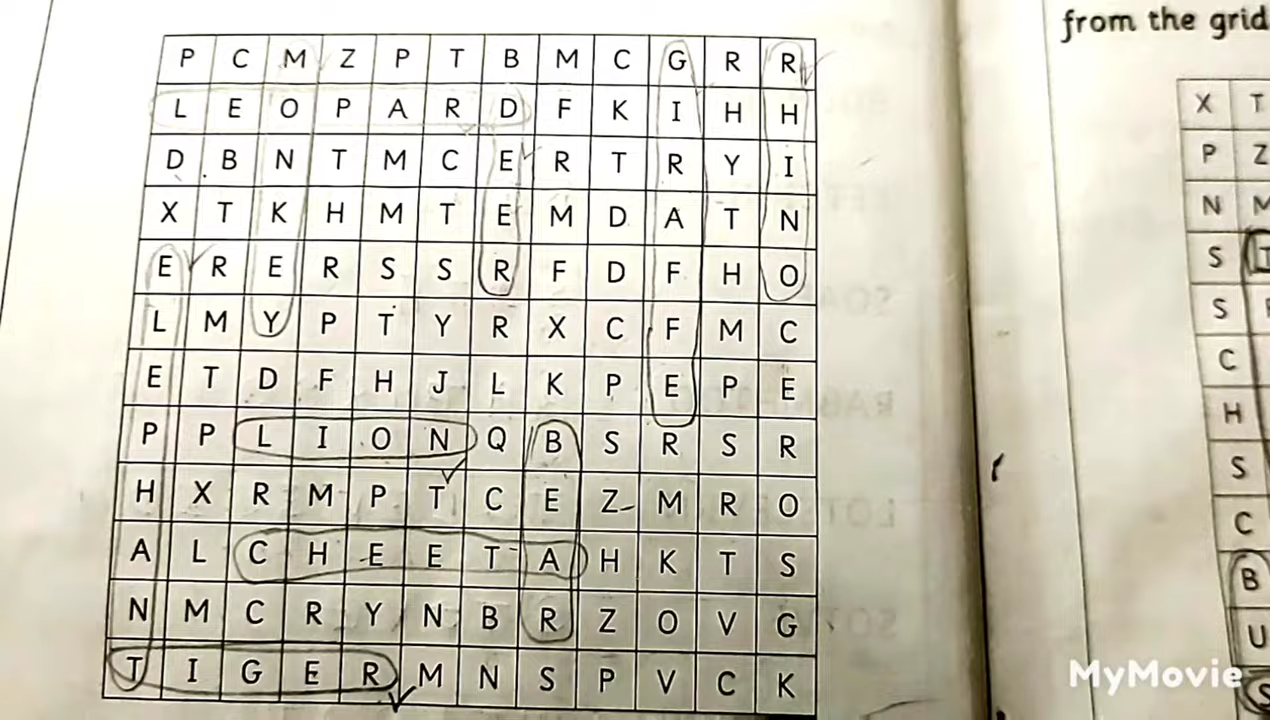 from the grid
P C M Z P T B M C G R R
L E O P A R D F K I H H
D B N T M C E R T R Y I
X T K H M T E M D A T N
E R E R S S R F D F H O
L M Y P T Y R X C F M C
E T D F H J L K P E P E
P P L I O N Q B S R S R
H X R M P T C E Z M R O
A L C H E E T A H K T S
N M C R Y N B R Z O V G
T I G E R M N S P V C K
X T
P Z
N M
S I
S
C
H
S
C
B
U
S
MyMovie